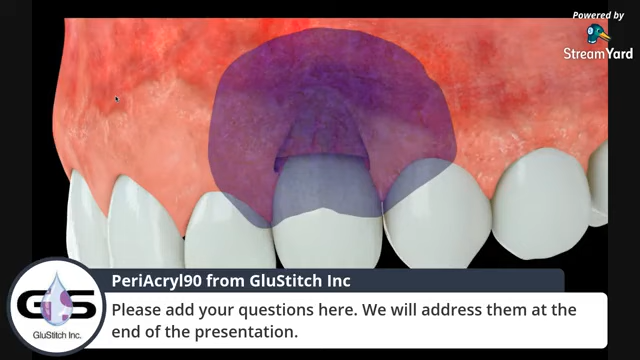 Powered by
StreamYard
PeriAcryl90 from GluStitch Inc
Please add your questions here. We will address them at the
end of the presentation.
GS
GluStitch Inc.